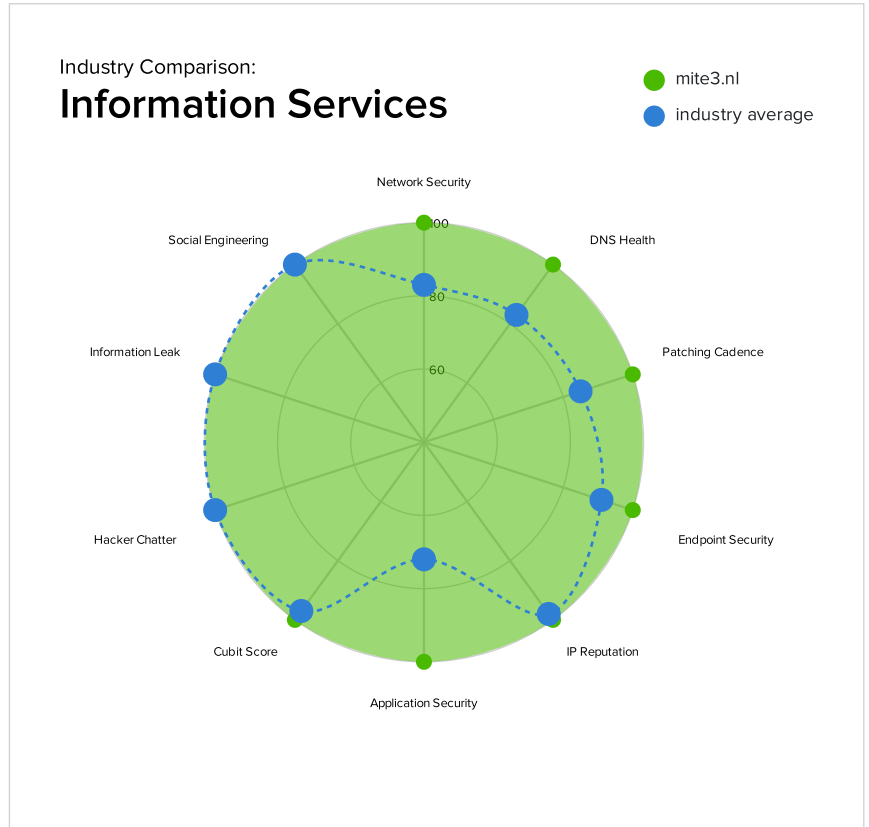 Industry Comparison:
Information Services
mite3.nl
industry average
Network Security
100
Social Engineering
DNS Health
80
Information Leak
Patching Cadence
60
Hacker Chatter
Endpoint Security
Cubit Score
IP Reputation
Application Security